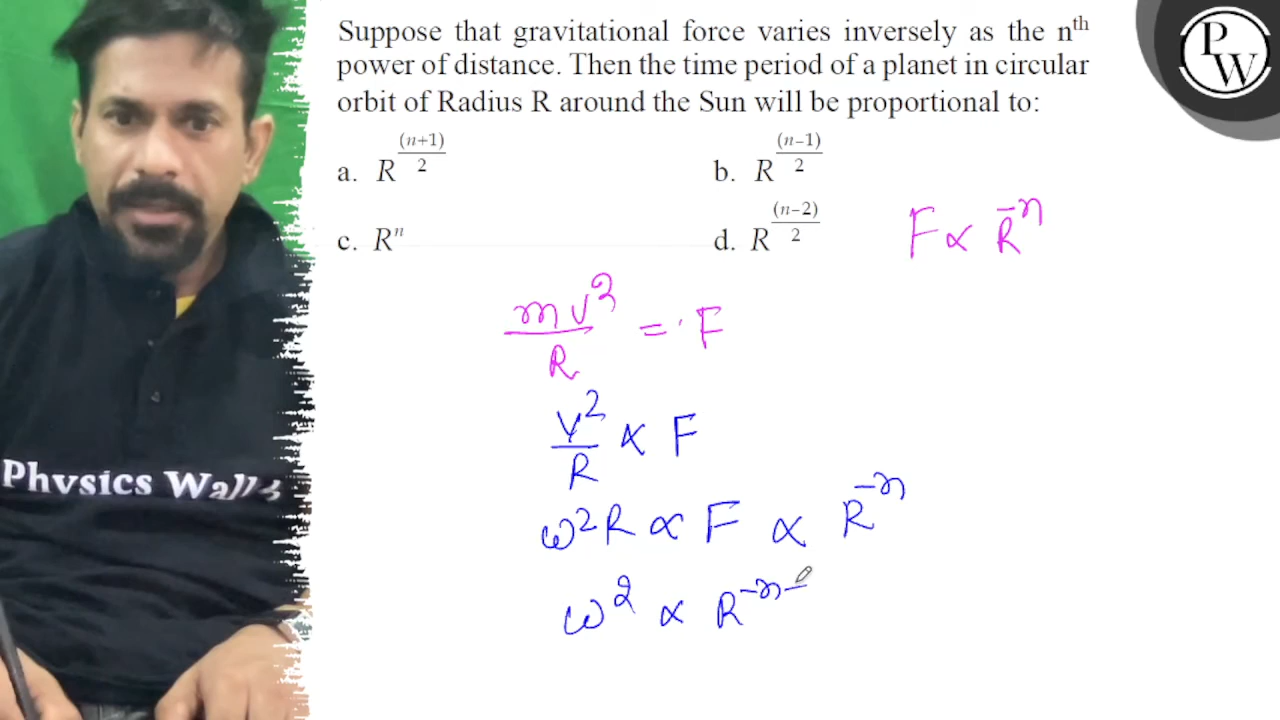 Suppose that gravitational force varies inversely as the nth
power of distance. Then the time period of a planet in circular
orbit of Radius R around the Sun will be proportional to:
a. R^((n+1)/2) b. R^((n−1)/2)
c. R^n d. R^((n−2)/2)
F ∝ R^-n
mv²/R = F
v²/R ∝ F
ω²R ∝ F ∝ R^-n
ω² ∝ R^-n-
Physics Walla
PW